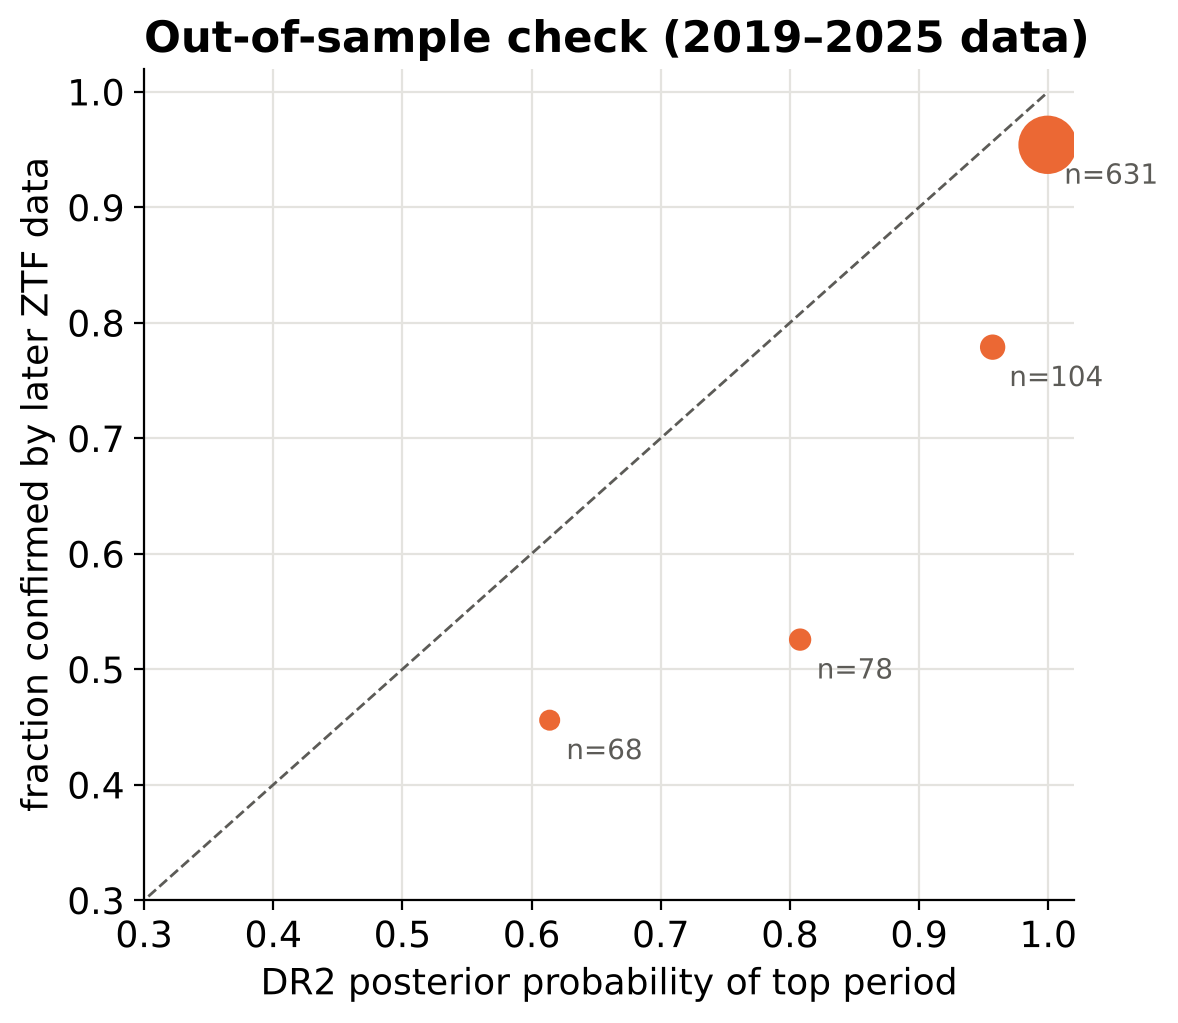 Out-of-sample check (2019–2025 data)
fraction confirmed by later ZTF data
1.0
0.9
0.8
0.7
0.6
0.5
0.4
0.3
n=631
n=104
n=78
n=68
0.3 0.4 0.5 0.6 0.7 0.8 0.9 1.0
DR2 posterior probability of top period